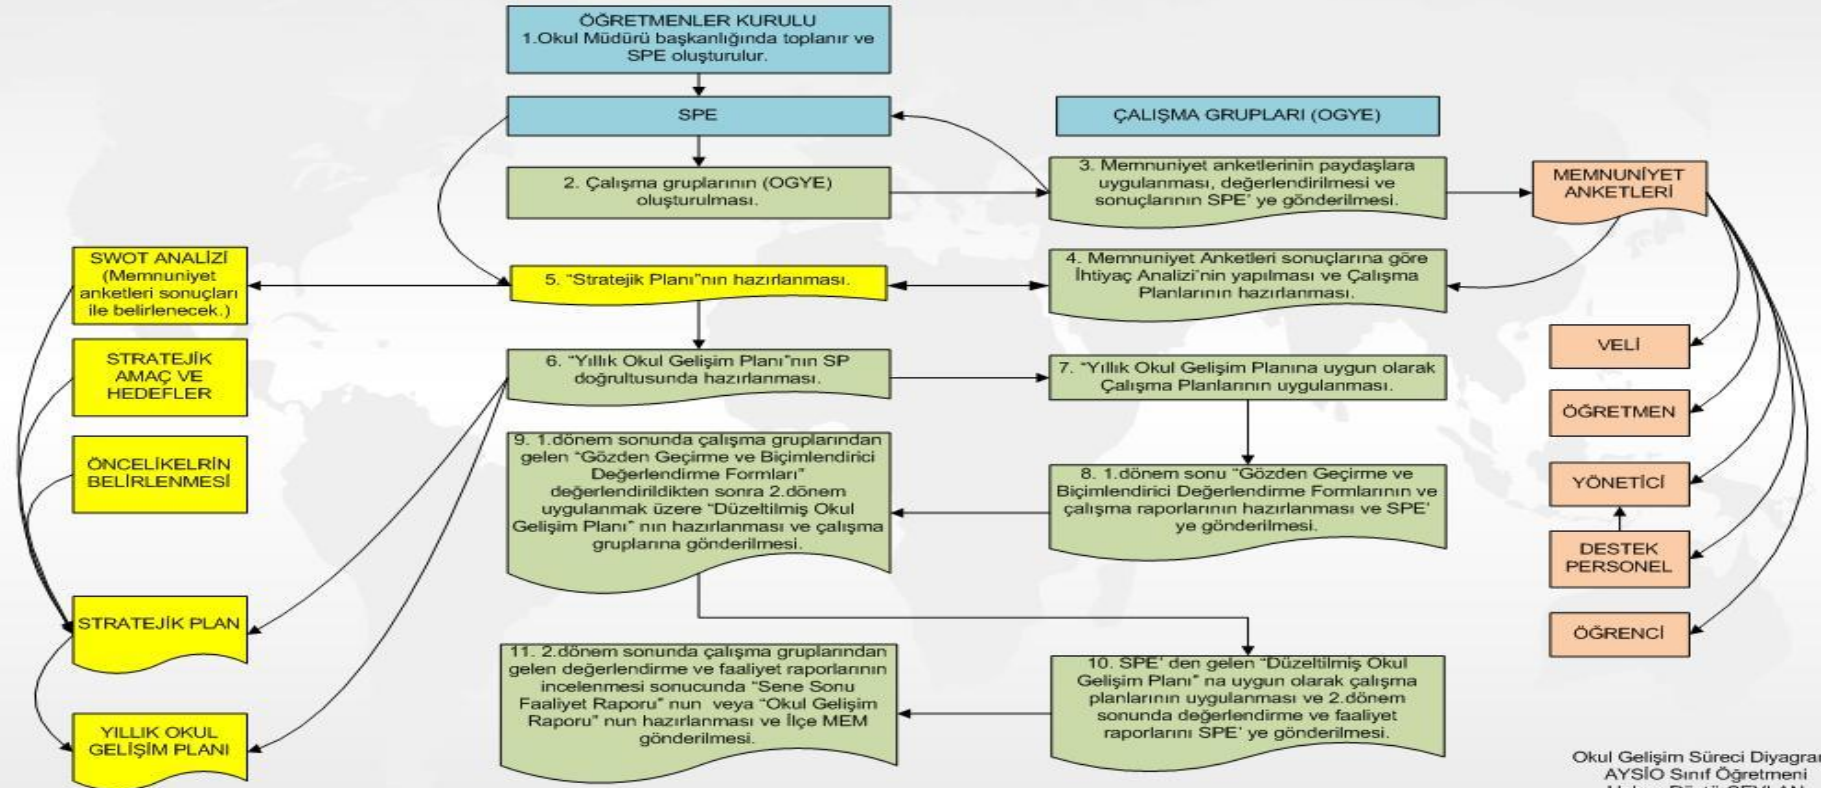 ÖĞRETMENLER KURULU
1.Okul Müdürü başkanlığında toplanır ve
SPE oluşturulur.
SPE
ÇALIŞMA GRUPLARI (OGYE)
2. Çalışma gruplarının (OGYE)
oluşturulması.
3. Memnuniyet anketlerinin paydaşlara
uygulanması, değerlendirilmesi ve
sonuçlarının SPE' ye gönderilmesi.
MEMNUNİYET
ANKETLERİ
SWOT ANALİZİ
(Memnuniyet
anketleri sonuçları
ile belirlenecek.)
5. "Stratejik Planı"nın hazırlanması.
4. Memnuniyet Anketleri sonuçlarına göre
İhtiyaç Analizi'nin yapılması ve Çalışma
Planlarının hazırlanması.
STRATEJİK
AMAÇ VE
HEDEFLER
6. "Yıllık Okul Gelişim Planı"nın SP
doğrultusunda hazırlanması.
7. "Yıllık Okul Gelişim Planına uygun olarak
Çalışma Planlarının uygulanması.
VELİ
ÖĞRETMEN
YÖNETİCİ
DESTEK
PERSONEL
ÖĞRENCİ
ÖNCELİKELRİN
BELİRLENMESİ
9. 1.dönem sonunda çalışma gruplarından
gelen "Gözden Geçirme ve Biçimlendirici
Değerlendirme Formları"
değerlendirildikten sonra 2.dönem
uygulanmak üzere "Düzeltilmiş Okul
Gelişim Planı" nın hazırlanması ve çalışma
gruplarına gönderilmesi.
8. 1.dönem sonu "Gözden Geçirme ve
Biçimlendirici Değerlendirme Formlarının ve
çalışma raporlarının hazırlanması ve SPE'
ye gönderilmesi.
STRATEJİK PLAN
YILLIK OKUL
GELİŞİM PLANI
11. 2.dönem sonunda çalışma gruplarından
gelen değerlendirme ve faaliyet raporlarının
incelenmesi sonucunda "Sene Sonu
Faaliyet Raporu" nun veya "Okul Gelişim
Raporu" nun hazırlanması ve İlçe MEM
gönderilmesi.
10. SPE' den gelen "Düzeltilmiş Okul
Gelişim Planı" na uygun olarak çalışma
planlarının uygulanması ve 2.dönem
sonunda değerlendirme ve faaliyet
raporlarını SPE' ye gönderilmesi.
Okul Gelişim Süreci Diyagra
AYSİO Sınıf Öğretmeni